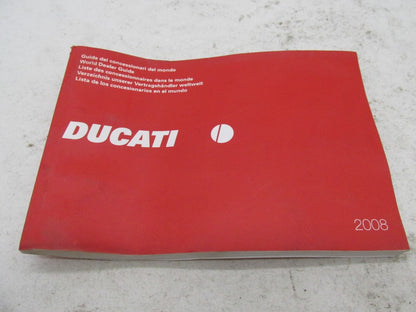 Guida dei concessionari del mondo
World Dealer Guide
Liste des concessionnaires dans le monde
Verzeichnis unserer Vertragshändler weltweit
Lista de los concesionarios en el mundo
DUCATI
2008